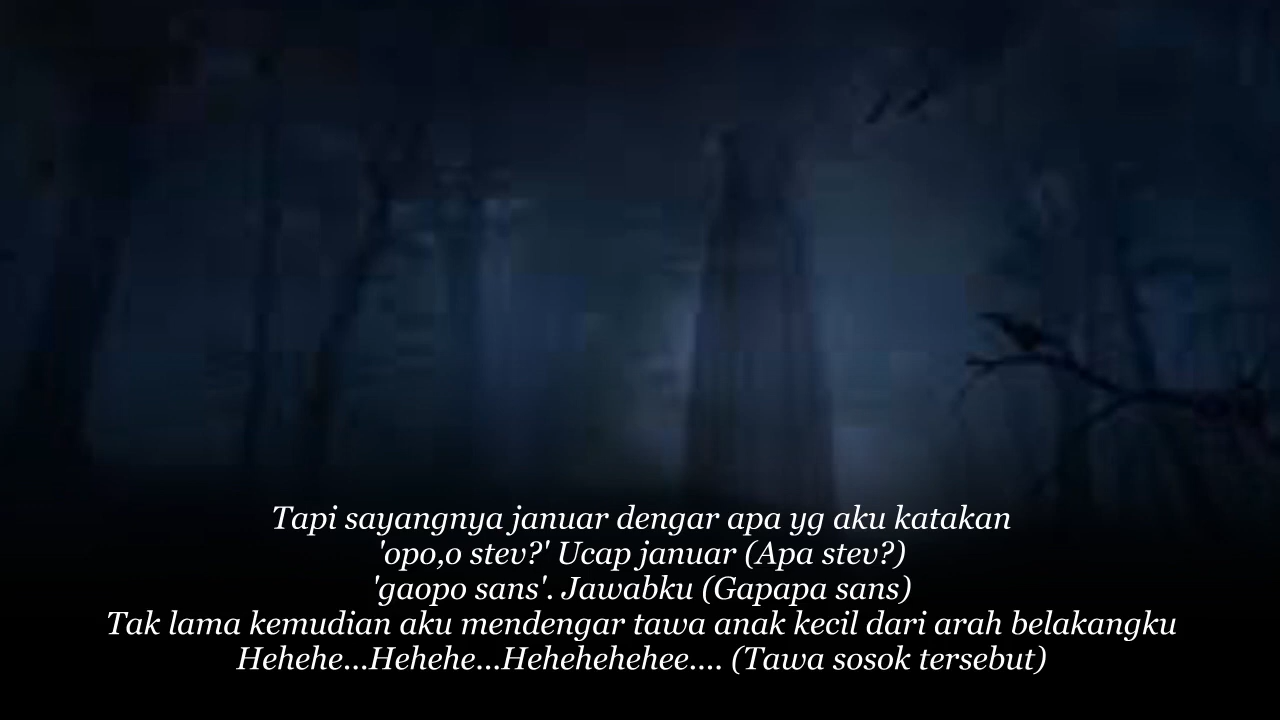 Tapi sayangnya januar dengar apa yg aku katakan
'opo,o stev?' Ucap januar (Apa stev?)
'gaopo sans'. Jawabku (Gapapa sans)
Tak lama kemudian aku mendengar tawa anak kecil dari arah belakangku
Hehehe...Hehehe...Hehehehehee.... (Tawa sosok tersebut)